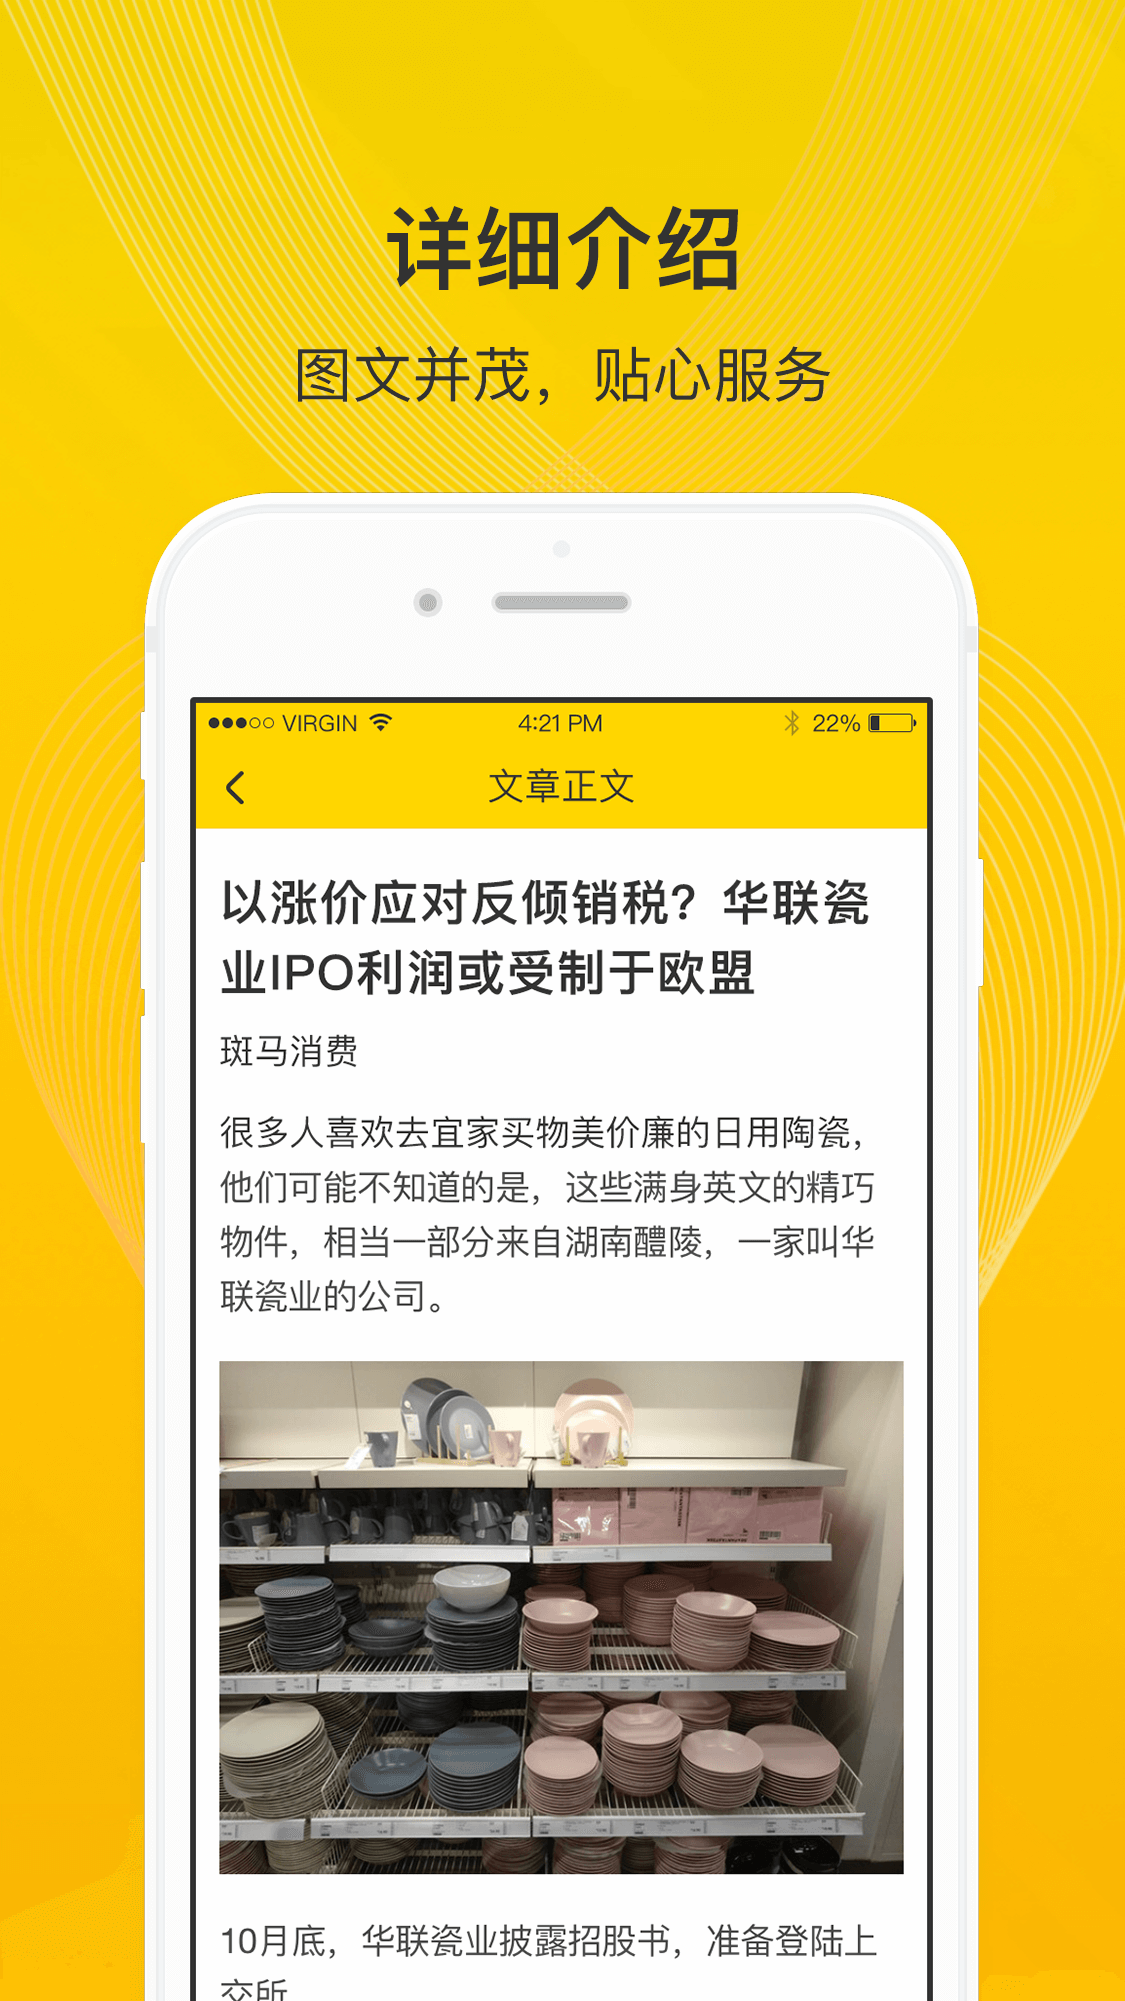 详细介绍
图文并茂，贴心服务
VIRGIN 4:21 PM 22%
文章正文
以涨价应对反倾销税？华联瓷
业IPO利润或受制于欧盟
斑马消费
很多人喜欢去宜家买物美价廉的日用陶瓷，
他们可能不知道的是，这些满身英文的精巧
物件，相当一部分来自湖南醴陵，一家叫华
联瓷业的公司。
10月底，华联瓷业披露招股书，准备登陆上
交所